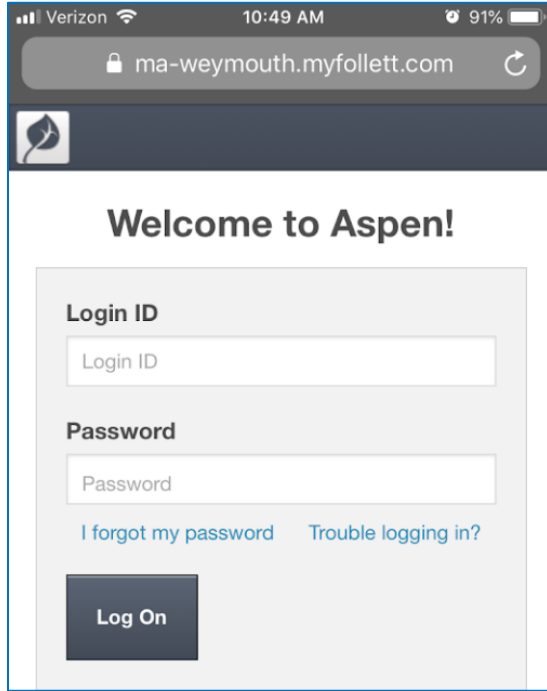 Verizon 10:49 AM 91%
ma-weymouth.myfollett.com
Welcome to Aspen!
Login ID
Login ID
Password
Password
I forgot my password Trouble logging in?
Log On